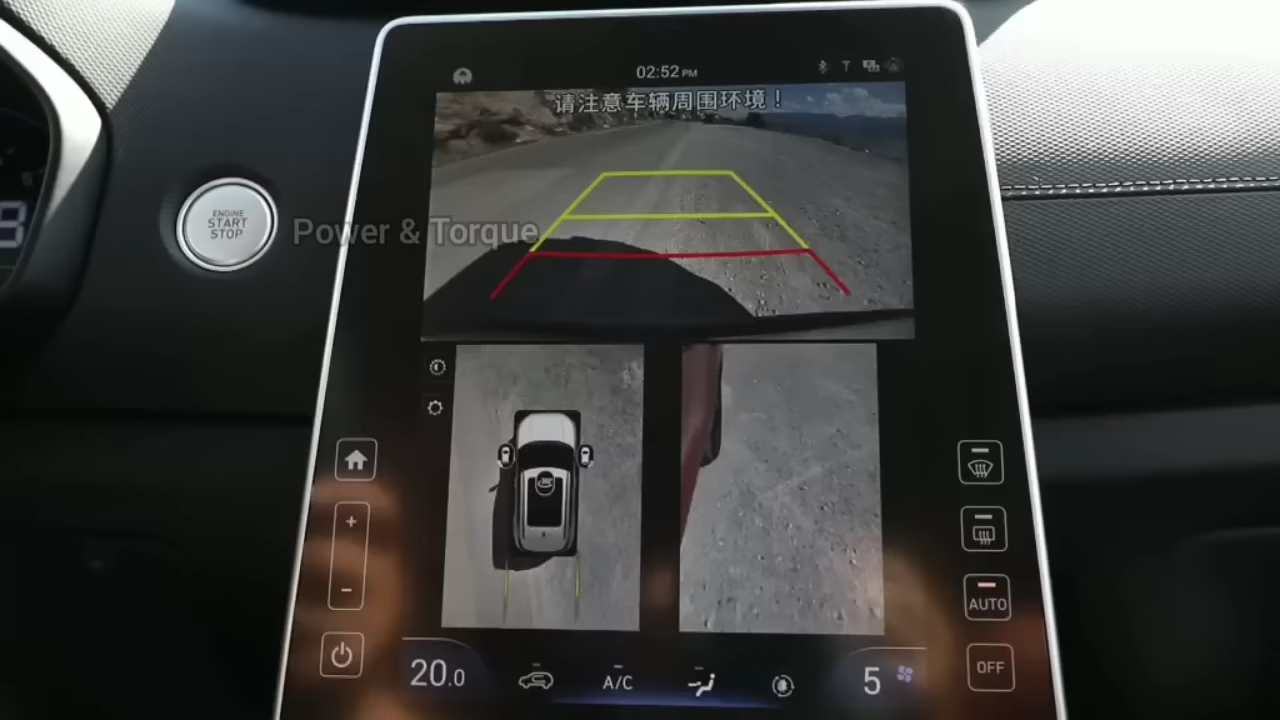 02:52 PM
请注意车辆周围环境！
ENGINE
START
STOP
Power & Torque
+
-
AUTO
OFF
20.0
A/C
5